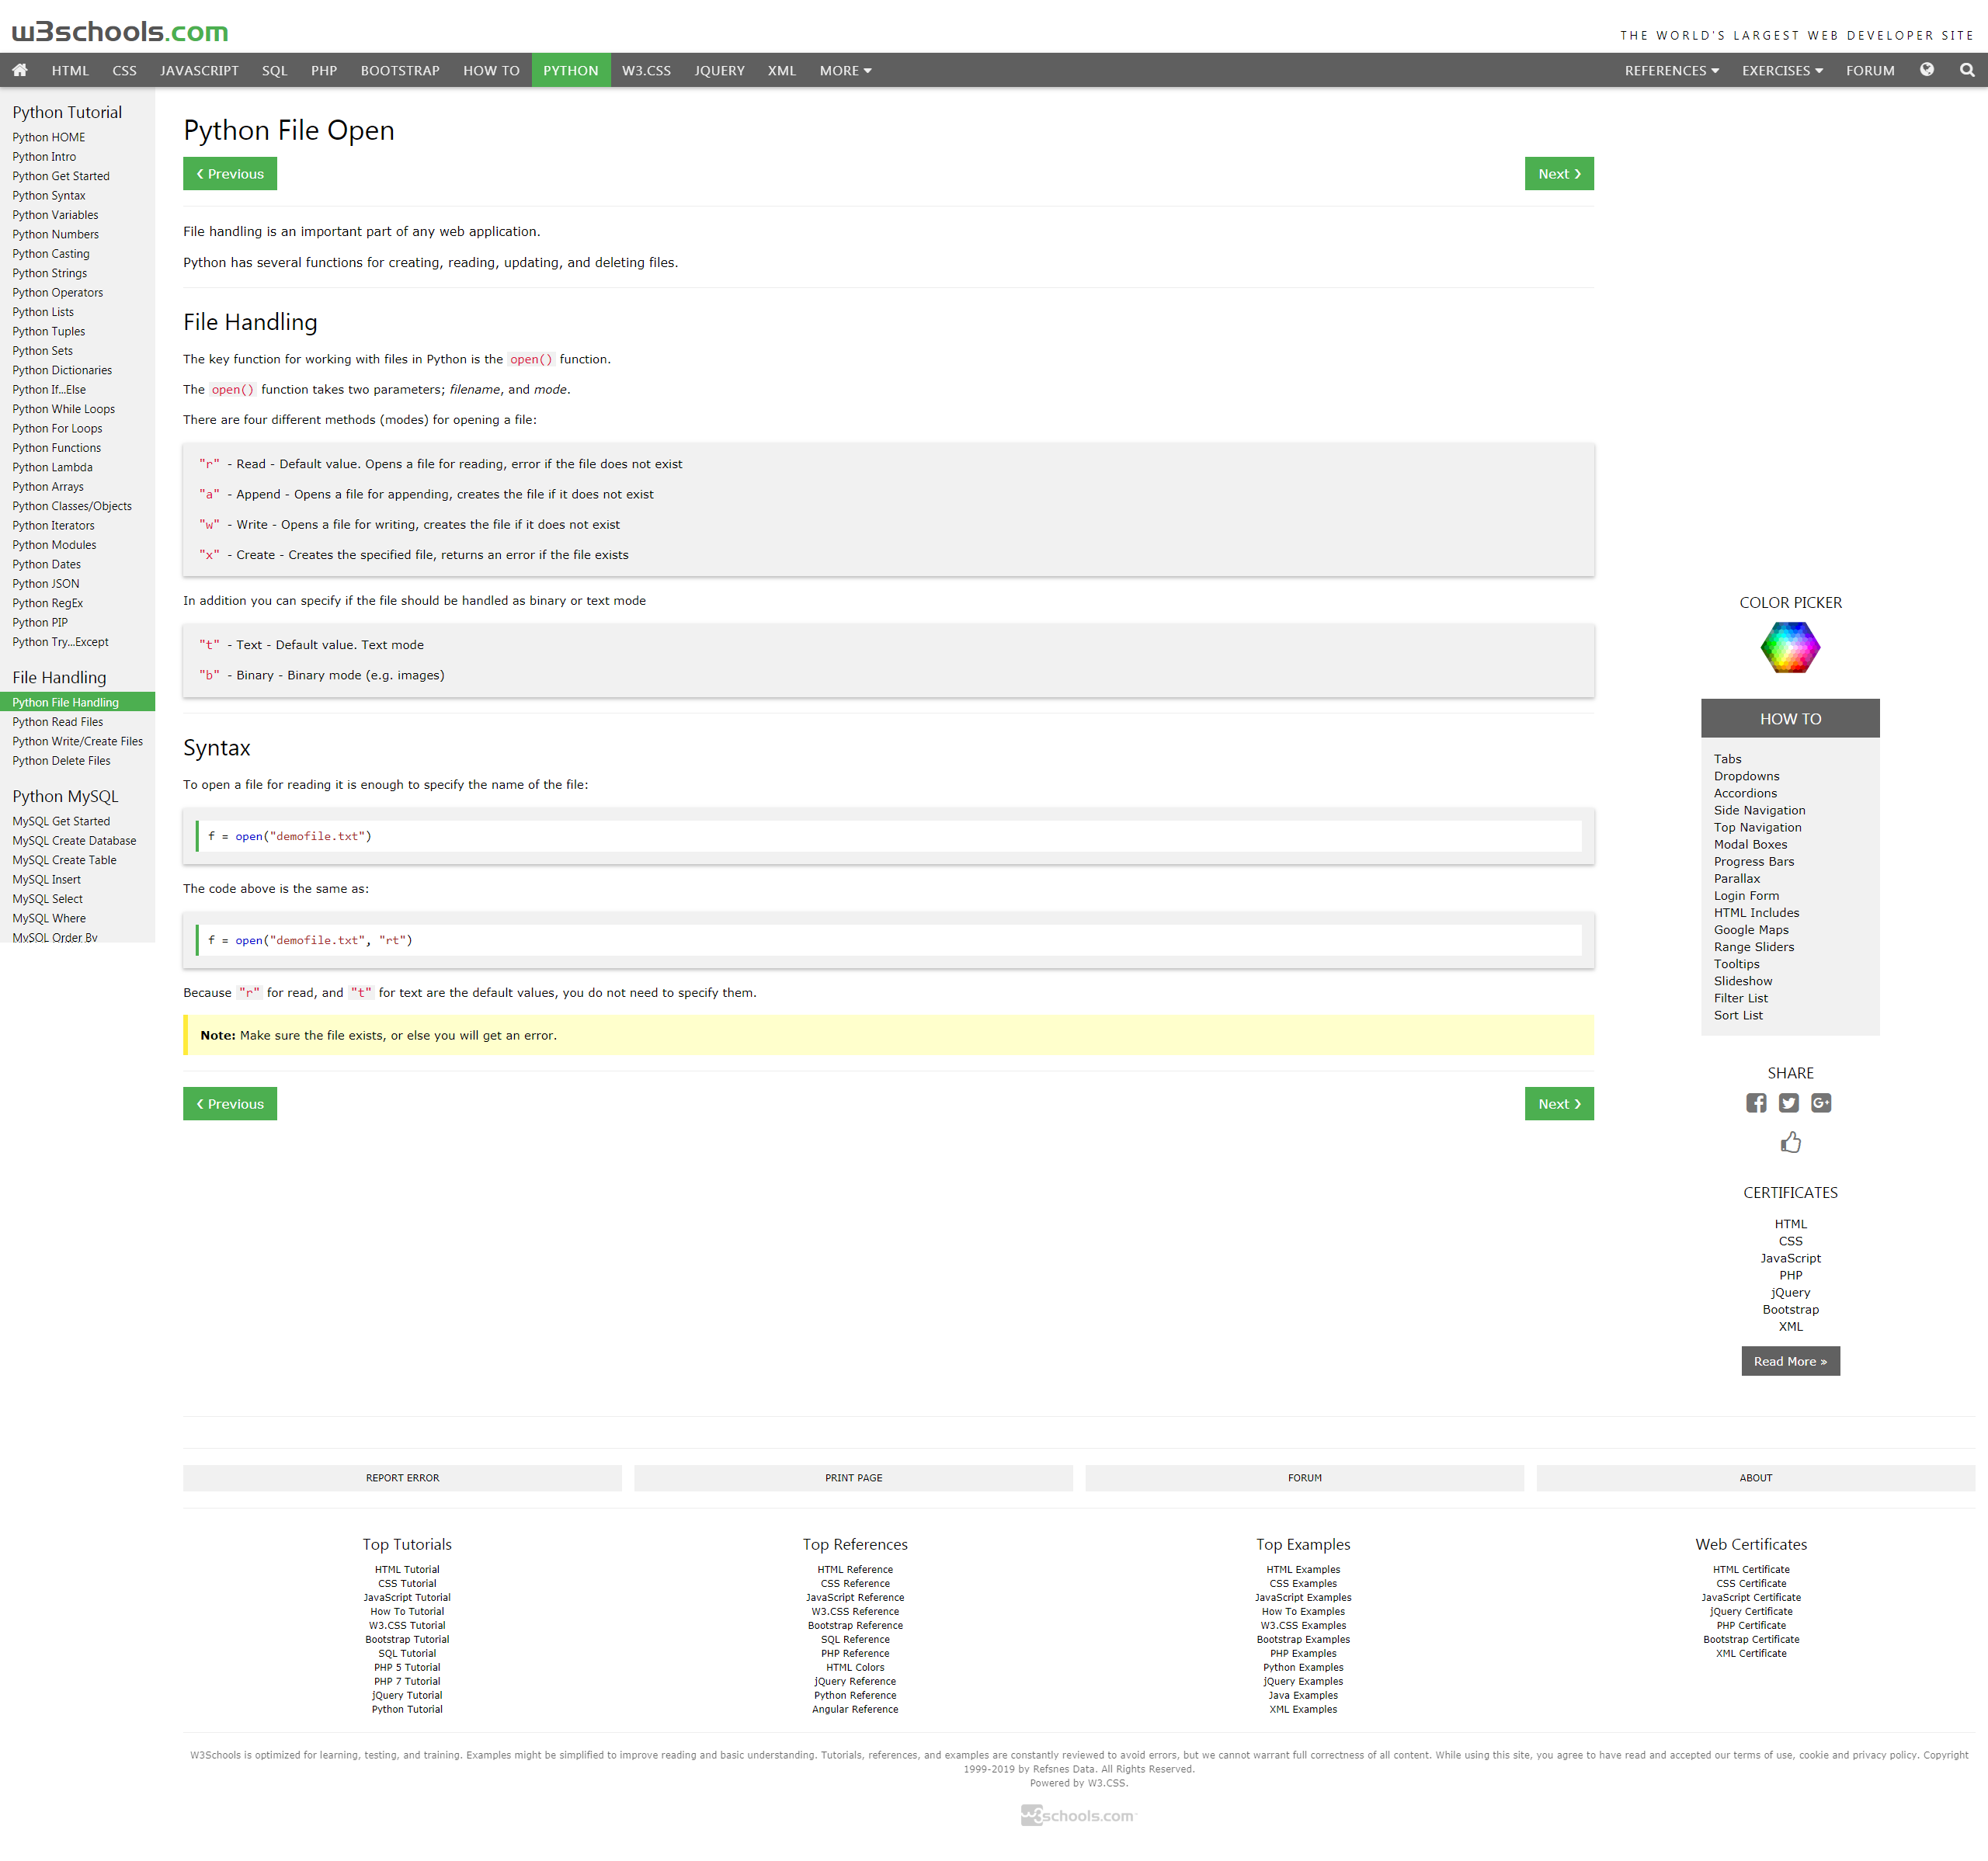 w3schools.com
THE WORLD'S LARGEST WEB DEVELOPER SITE
HTML CSS JAVASCRIPT SQL PHP BOOTSTRAP HOW TO PYTHON W3.CSS JQUERY XML MORE REFERENCES EXERCISES FORUM
Python Tutorial
Python HOME
Python Intro
Python Get Started
Python Syntax
Python Variables
Python Numbers
Python Casting
Python Strings
Python Operators
Python Lists
Python Tuples
Python Sets
Python Dictionaries
Python If...Else
Python While Loops
Python For Loops
Python Functions
Python Lambda
Python Arrays
Python Classes/Objects
Python Iterators
Python Modules
Python Dates
Python JSON
Python RegEx
Python PIP
Python Try...Except
File Handling
Python File Handling
Python Read Files
Python Write/Create Files
Python Delete Files
Python MySQL
MySQL Get Started
MySQL Create Database
MySQL Create Table
MySQL Insert
MySQL Select
MySQL Where
MySQL Order By
Python File Open
❮ Previous
Next ❯
File handling is an important part of any web application.
Python has several functions for creating, reading, updating, and deleting files.
File Handling
The key function for working with files in Python is the open() function.
The open() function takes two parameters; filename, and mode.
There are four different methods (modes) for opening a file:
"r" - Read - Default value. Opens a file for reading, error if the file does not exist
"a" - Append - Opens a file for appending, creates the file if it does not exist
"w" - Write - Opens a file for writing, creates the file if it does not exist
"x" - Create - Creates the specified file, returns an error if the file exists
In addition you can specify if the file should be handled as binary or text mode
"t" - Text - Default value. Text mode
"b" - Binary - Binary mode (e.g. images)
Syntax
To open a file for reading it is enough to specify the name of the file:
f = open("demofile.txt")
The code above is the same as:
f = open("demofile.txt", "rt")
Because "r" for read, and "t" for text are the default values, you do not need to specify them.
Note: Make sure the file exists, or else you will get an error.
❮ Previous
Next ❯
COLOR PICKER
HOW TO
Tabs
Dropdowns
Accordions
Side Navigation
Top Navigation
Modal Boxes
Progress Bars
Parallax
Login Form
HTML Includes
Google Maps
Range Sliders
Tooltips
Slideshow
Filter List
Sort List
SHARE
CERTIFICATES
HTML
CSS
JavaScript
PHP
jQuery
Bootstrap
XML
Read More »
REPORT ERROR
PRINT PAGE
FORUM
ABOUT
Top Tutorials
HTML Tutorial
CSS Tutorial
JavaScript Tutorial
How To Tutorial
W3.CSS Tutorial
Bootstrap Tutorial
SQL Tutorial
PHP 5 Tutorial
PHP 7 Tutorial
jQuery Tutorial
Python Tutorial
Top References
HTML Reference
CSS Reference
JavaScript Reference
W3.CSS Reference
Bootstrap Reference
SQL Reference
PHP Reference
HTML Colors
jQuery Reference
Python Reference
Angular Reference
Top Examples
HTML Examples
CSS Examples
JavaScript Examples
How To Examples
W3.CSS Examples
Bootstrap Examples
PHP Examples
Python Examples
jQuery Examples
Java Examples
XML Examples
Web Certificates
HTML Certificate
CSS Certificate
JavaScript Certificate
jQuery Certificate
PHP Certificate
Bootstrap Certificate
XML Certificate
W3Schools is optimized for learning, testing, and training. Examples might be simplified to improve reading and basic understanding. Tutorials, references, and examples are constantly reviewed to avoid errors, but we cannot warrant full correctness of all content. While using this site, you agree to have read and accepted our terms of use, cookie and privacy policy. Copyright
1999-2019 by Refsnes Data. All Rights Reserved.
Powered by W3.CSS.
w3schools.com